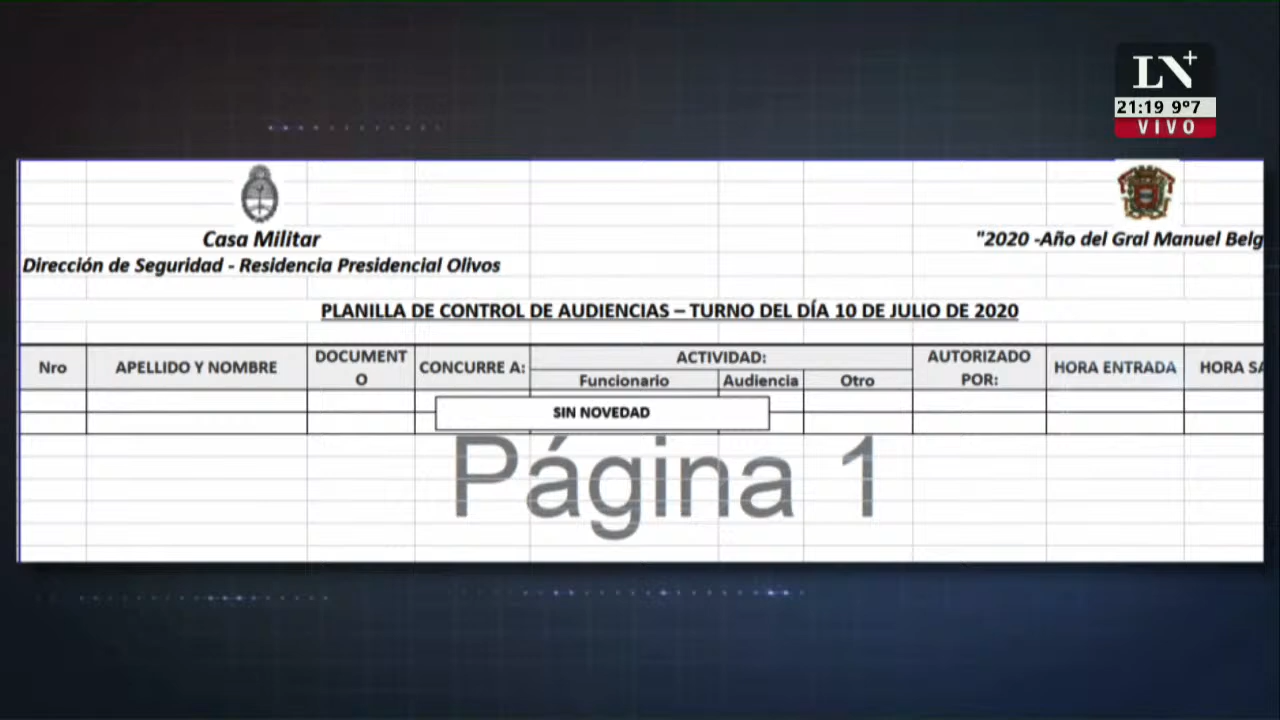 LN+
21:19 9°7
VIVO
Casa Militar
"2020 -Año del Gral Manuel Belg
Dirección de Seguridad - Residencia Presidencial Olivos
PLANILLA DE CONTROL DE AUDIENCIAS – TURNO DEL DÍA 10 DE JULIO DE 2020
Nro
APELLIDO Y NOMBRE
DOCUMENT
O
CONCURRE A:
ACTIVIDAD:
Funcionario
Audiencia
Otro
AUTORIZADO
POR:
HORA ENTRADA
HORA SA
SIN NOVEDAD
Página 1